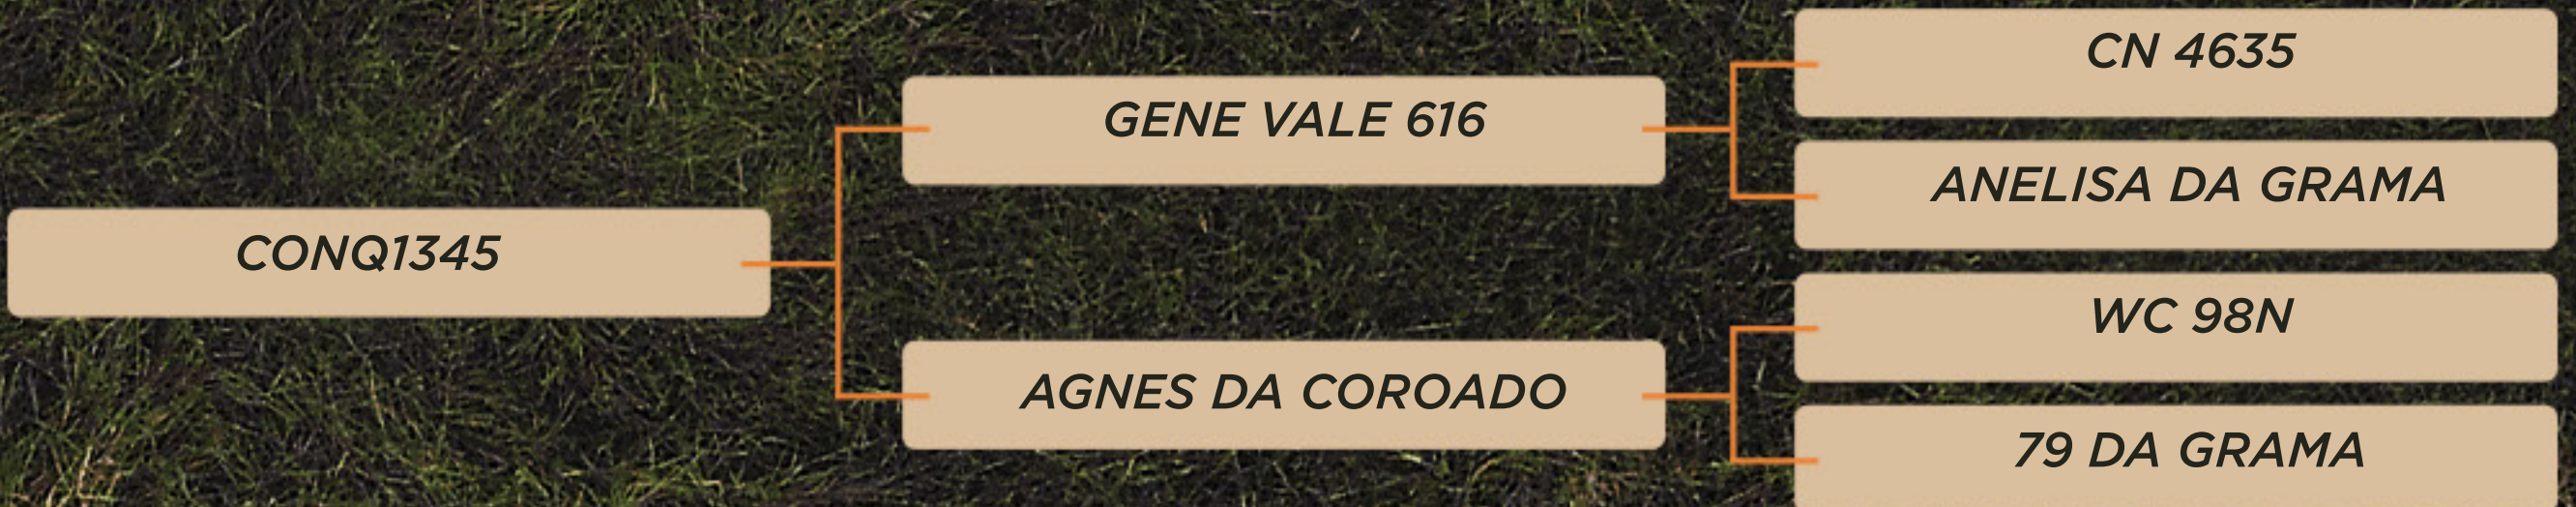 CN 4635
GENE VALE 616
ANELISA DA GRAMA
CONQ1345
WC 98N
AGNES DA COROADO
79 DA GRAMA